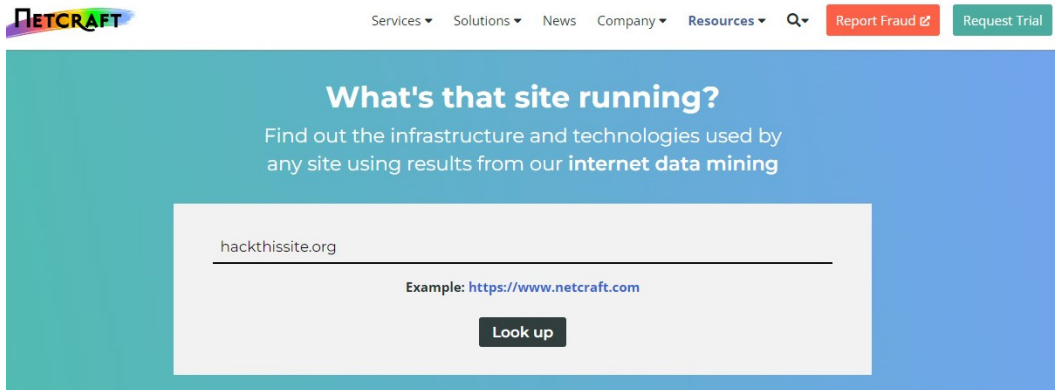 NETCRAFT
Services Solutions News Company Resources Report Fraud Request Trial
What's that site running?
Find out the infrastructure and technologies used by
any site using results from our internet data mining
hackthissite.org
Example: https://www.netcraft.com
Look up